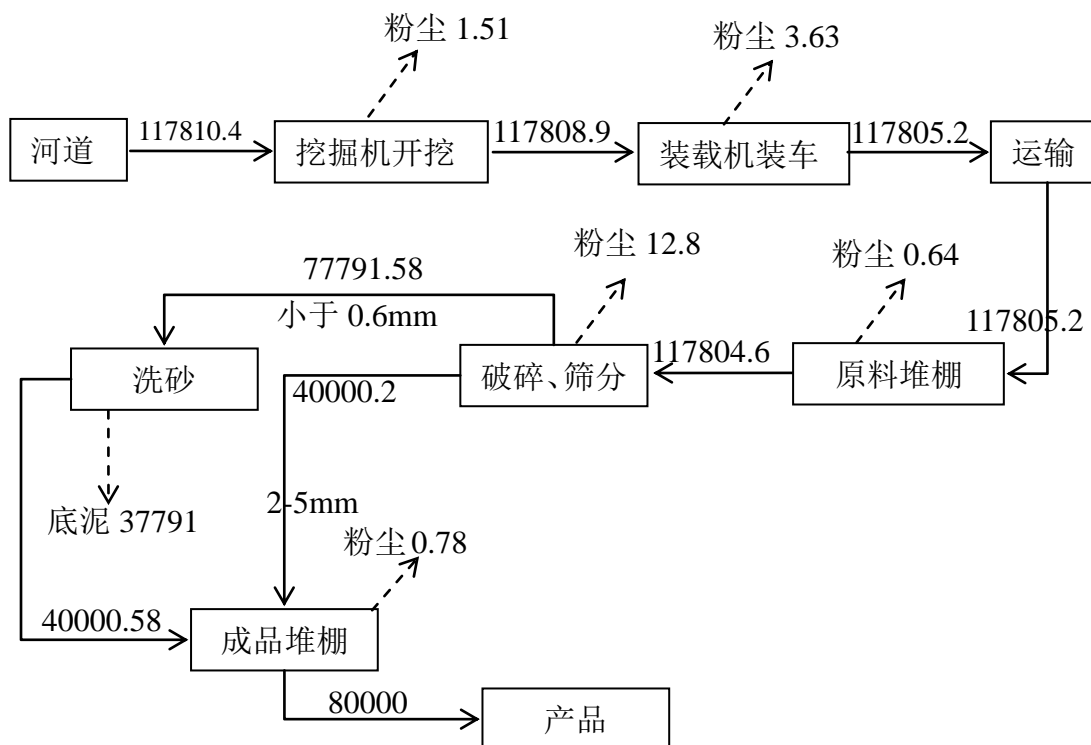 粉尘 1.51
粉尘 3.63
河道
117810.4
挖掘机开挖
117808.9
装载机装车
117805.2
运输
粉尘 12.8
粉尘 0.64
77791.58
小于 0.6mm
117805.2
洗砂
40000.2
破碎、筛分
117804.6
原料堆棚
底泥 37791
2-5mm
粉尘 0.78
40000.58
成品堆棚
80000
产品